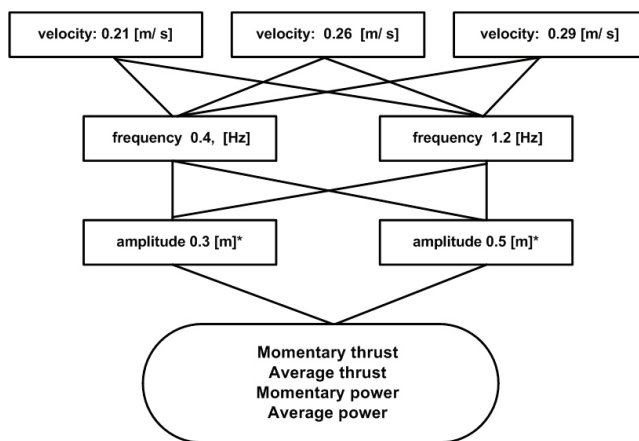 velocity: 0.21 [m/ s]
velocity: 0.26 [m/ s]
velocity: 0.29 [m/ s]
frequency 0.4, [Hz]
frequency 1.2 [Hz]
amplitude 0.3 [m]*
amplitude 0.5 [m]*
Momentary thrust
Average thrust
Momentary power
Average power